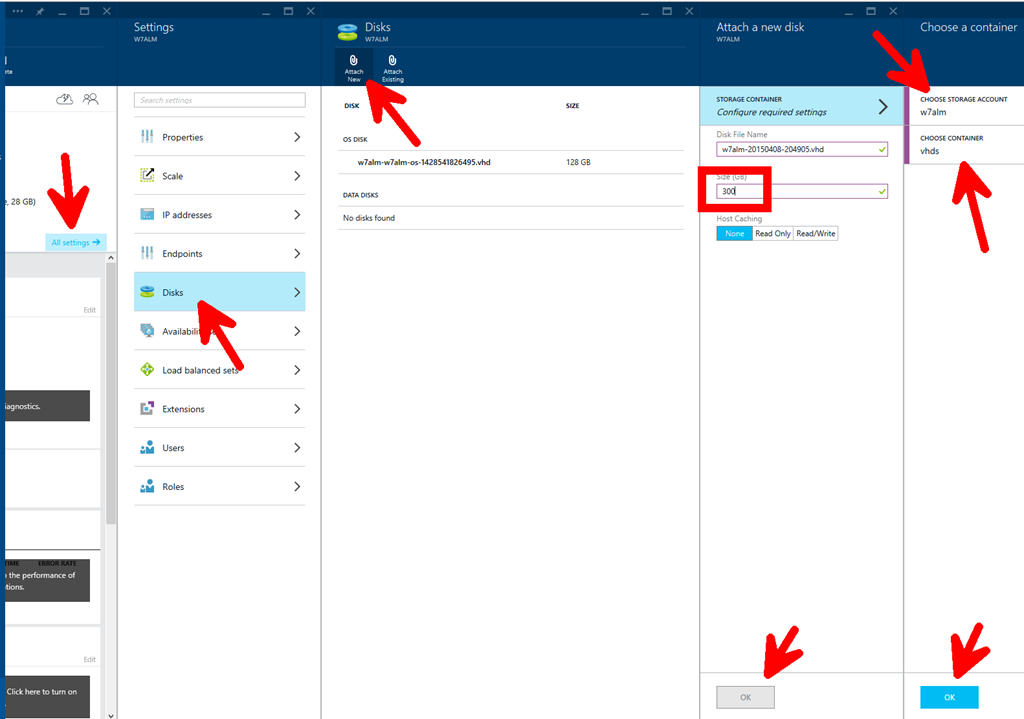 ete
, 28 GB)
All settings
Edit
iagnostics.
TIME ERROR RATE
the performance of
tions.
Edit
Click here to turn on
Settings
W7ALM
Search settings
Properties
Scale
IP addresses
Endpoints
Disks
Availability
Load balanced sets
Extensions
Users
Roles
Disks
W7ALM
Attach
New
Attach
Existing
DISK SIZE
OS DISK
w7alm-w7alm-os-1428541826495.vhd 128 GB
DATA DISKS
No disks found
Attach a new disk
W7ALM
STORAGE CONTAINER
Configure required settings
Disk File Name
w7alm-20150408-204905.vhd
Size (GB)
300
Host Caching
None Read Only Read/Write
OK
Choose a container
CHOOSE STORAGE ACCOUNT
w7alm
CHOOSE CONTAINER
vhds
OK